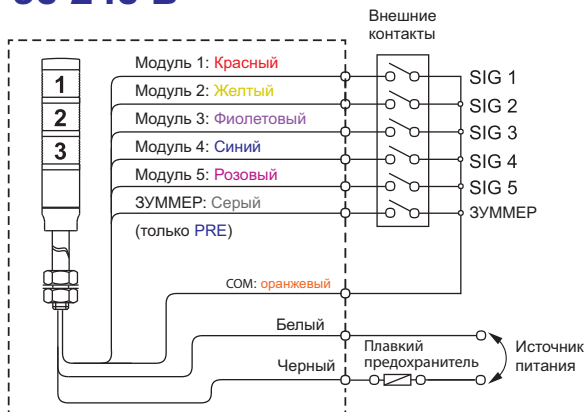 Внешние
контакты
Модуль 1: Красный
SIG 1
Модуль 2: Желтый
SIG 2
Модуль 3: Фиолетовый
SIG 3
Модуль 4: Синий
SIG 4
Модуль 5: Розовый
SIG 5
ЗУММЕР: Серый
ЗУММЕР
(только PRE)
1
2
3
COM: оранжевый
Белый
Черный
Плавкий
предохранитель
Источник
питания